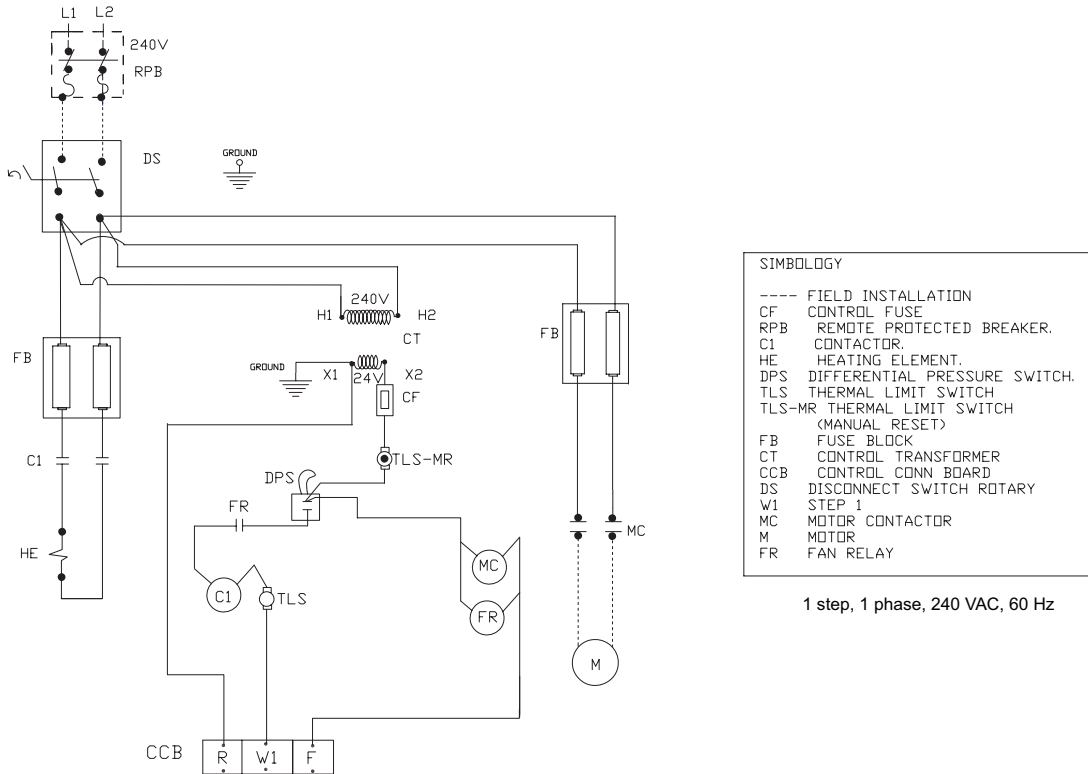 L1 L2
240V
RPB
DS
GROUND
240V
H1 H2
CT
FB
FB
GROUND
X1 24V X2
CF
TLS-MR
C1
DPS
FR
MC
HE
MC
C1
TLS
FR
M
CCB R W1 F
SIMBOLOGY
---- FIELD INSTALLATION
CF CONTROL FUSE
RPB REMOTE PROTECTED BREAKER.
C1 CONTACTOR.
HE HEATING ELEMENT.
DPS DIFFERENTIAL PRESSURE SWITCH.
TLS THERMAL LIMIT SWITCH
TLS-MR THERMAL LIMIT SWITCH
(MANUAL RESET)
FB FUSE BLOCK
CT CONTROL TRANSFORMER
CCB CONTROL CONN BOARD
DS DISCONNECT SWITCH ROTARY
W1 STEP 1
MC MOTOR CONTACTOR
M MOTOR
FR FAN RELAY
1 step, 1 phase, 240 VAC, 60 Hz